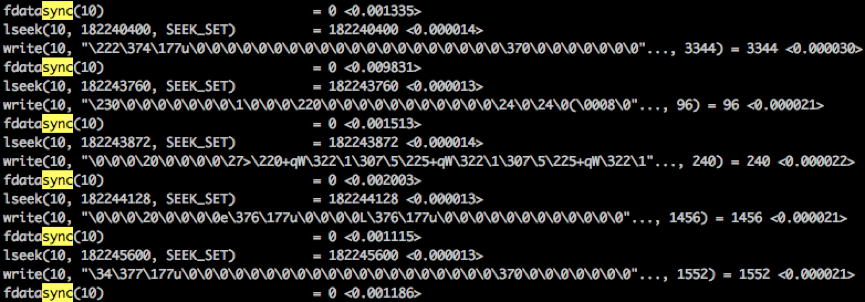 fdatasync(10) = 0 <0.001335>
lseek(10, 182240400, SEEK_SET) = 182240400 <0.000014>
write(10, "\222\374\177u\0\0\0\0\0\0\0\0\0\0\0\0\0\0\0\0\0\0\0\0\370\0\0\0\0\0\0\0"..., 3344) = 3344 <0.000030>
fdatasync(10) = 0 <0.009831>
lseek(10, 182243760, SEEK_SET) = 182243760 <0.000013>
write(10, "\230\0\0\0\0\0\0\0\1\0\0\0\220\0\0\0\0\0\0\0\0\0\0\0\24\0\24\0(\0008\0"..., 96) = 96 <0.000021>
fdatasync(10) = 0 <0.001513>
lseek(10, 182243872, SEEK_SET) = 182243872 <0.000014>
write(10, "\0\0\0\20\0\0\0\0\27>\220+qW\322\1\307\5\225+qW\322\1\307\5\225+qW\322\1"..., 240) = 240 <0.000022>
fdatasync(10) = 0 <0.002003>
lseek(10, 182244128, SEEK_SET) = 182244128 <0.000013>
write(10, "\0\0\0\20\0\0\0\0e\376\177u\0\0\0\0L\376\177u\0\0\0\0\0\0\0\0\0\0\0\0"..., 1456) = 1456 <0.000021>
fdatasync(10) = 0 <0.001115>
lseek(10, 182245600, SEEK_SET) = 182245600 <0.000013>
write(10, "\34\377\177u\0\0\0\0\0\0\0\0\0\0\0\0\0\0\0\0\0\0\0\0\370\0\0\0\0\0\0\0"..., 1552) = 1552 <0.000021>
fdatasync(10) = 0 <0.001186>